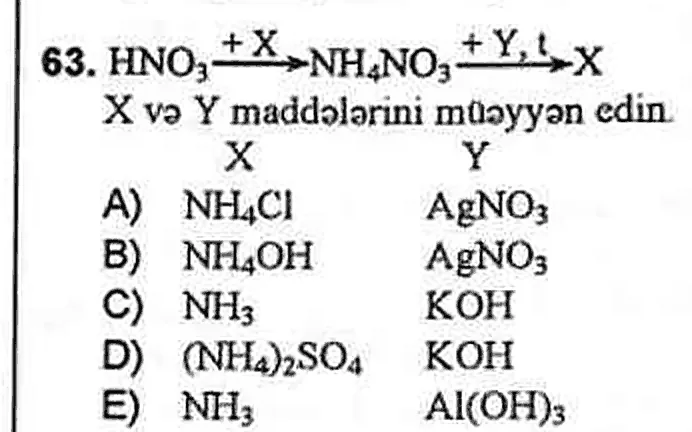 63. HNO₃ + X → NH₄NO₃ + Y, t → X
X və Y maddələrini müəyyən edin.
X Y
A) NH₄Cl AgNO₃
B) NH₄OH AgNO₃
C) NH₃ KOH
D) (NH₄)₂SO₄ KOH
E) NH₃ Al(OH)₃